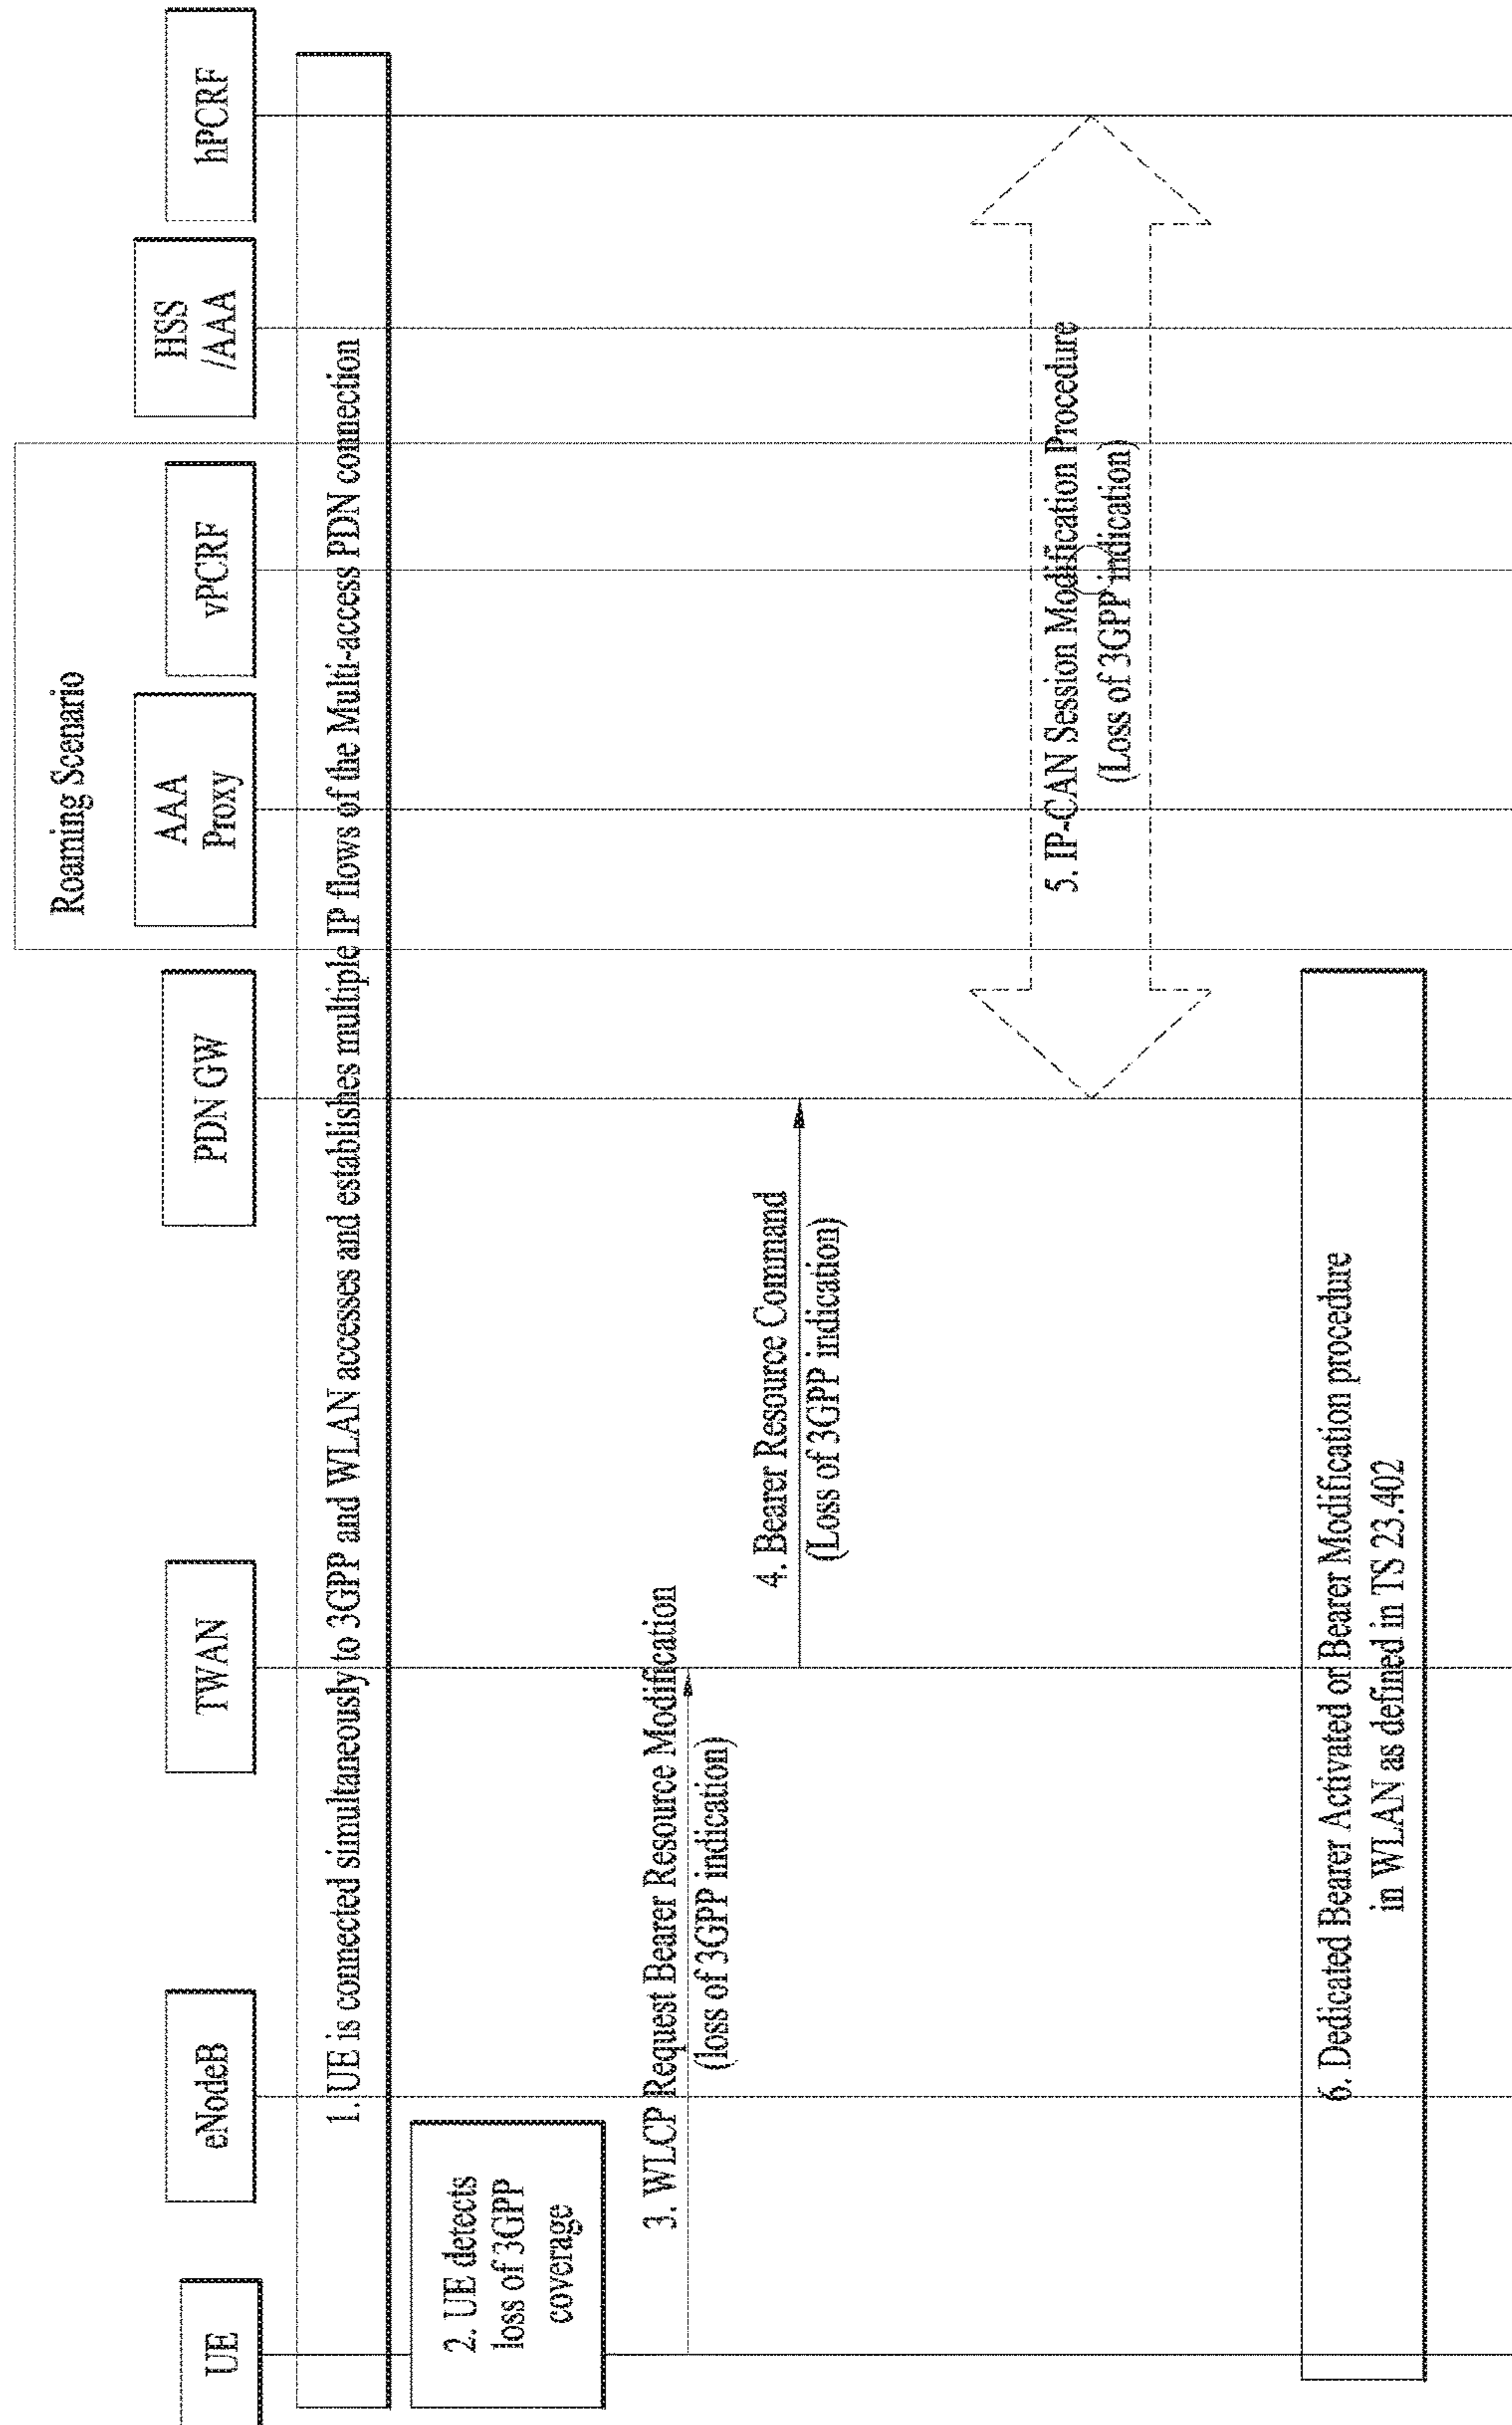 Roaming Scenario
UE
eNodeB
TWAN
PDN GW
AAA
Proxy
vPCRF
HSS
/AAA
hPCRF
1. UE is connected simultaneously to 3GPP and WLAN accesses and establishes multiple IP flows of the Multi-access PDN connection
2. UE detects
loss of 3GPP
coverage
3. WLCP Request Bearer Resource Modification
(loss of 3GPP indication)
4. Bearer Resource Command
(Loss of 3GPP indication)
5. IP-CAN Session Modification Procedure
(Loss of 3GPP indication)
6. Dedicated Bearer Activated or Bearer Modification procedure
in WLAN as defined in TS 23.402